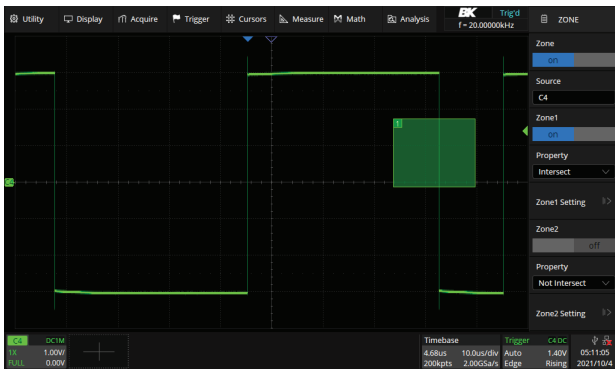 Utility Display Acquire Trigger Cursors Measure Math Analysis BK Trig'd
f = 20.00000kHz
ZONE
Zone
on
Source
C4
Zone1
on
Property
Intersect
Zone1 Setting
Zone2
off
Property
Not Intersect
Zone2 Setting
1
C4
C4 DC1M
1X 1.00V/
FULL 0.00V
Timebase
4.68us 10.0us/div
200kpts 2.00GSa/s
Trigger C4 DC
Auto 1.40V
Edge Rising
05:11:05
2021/10/4